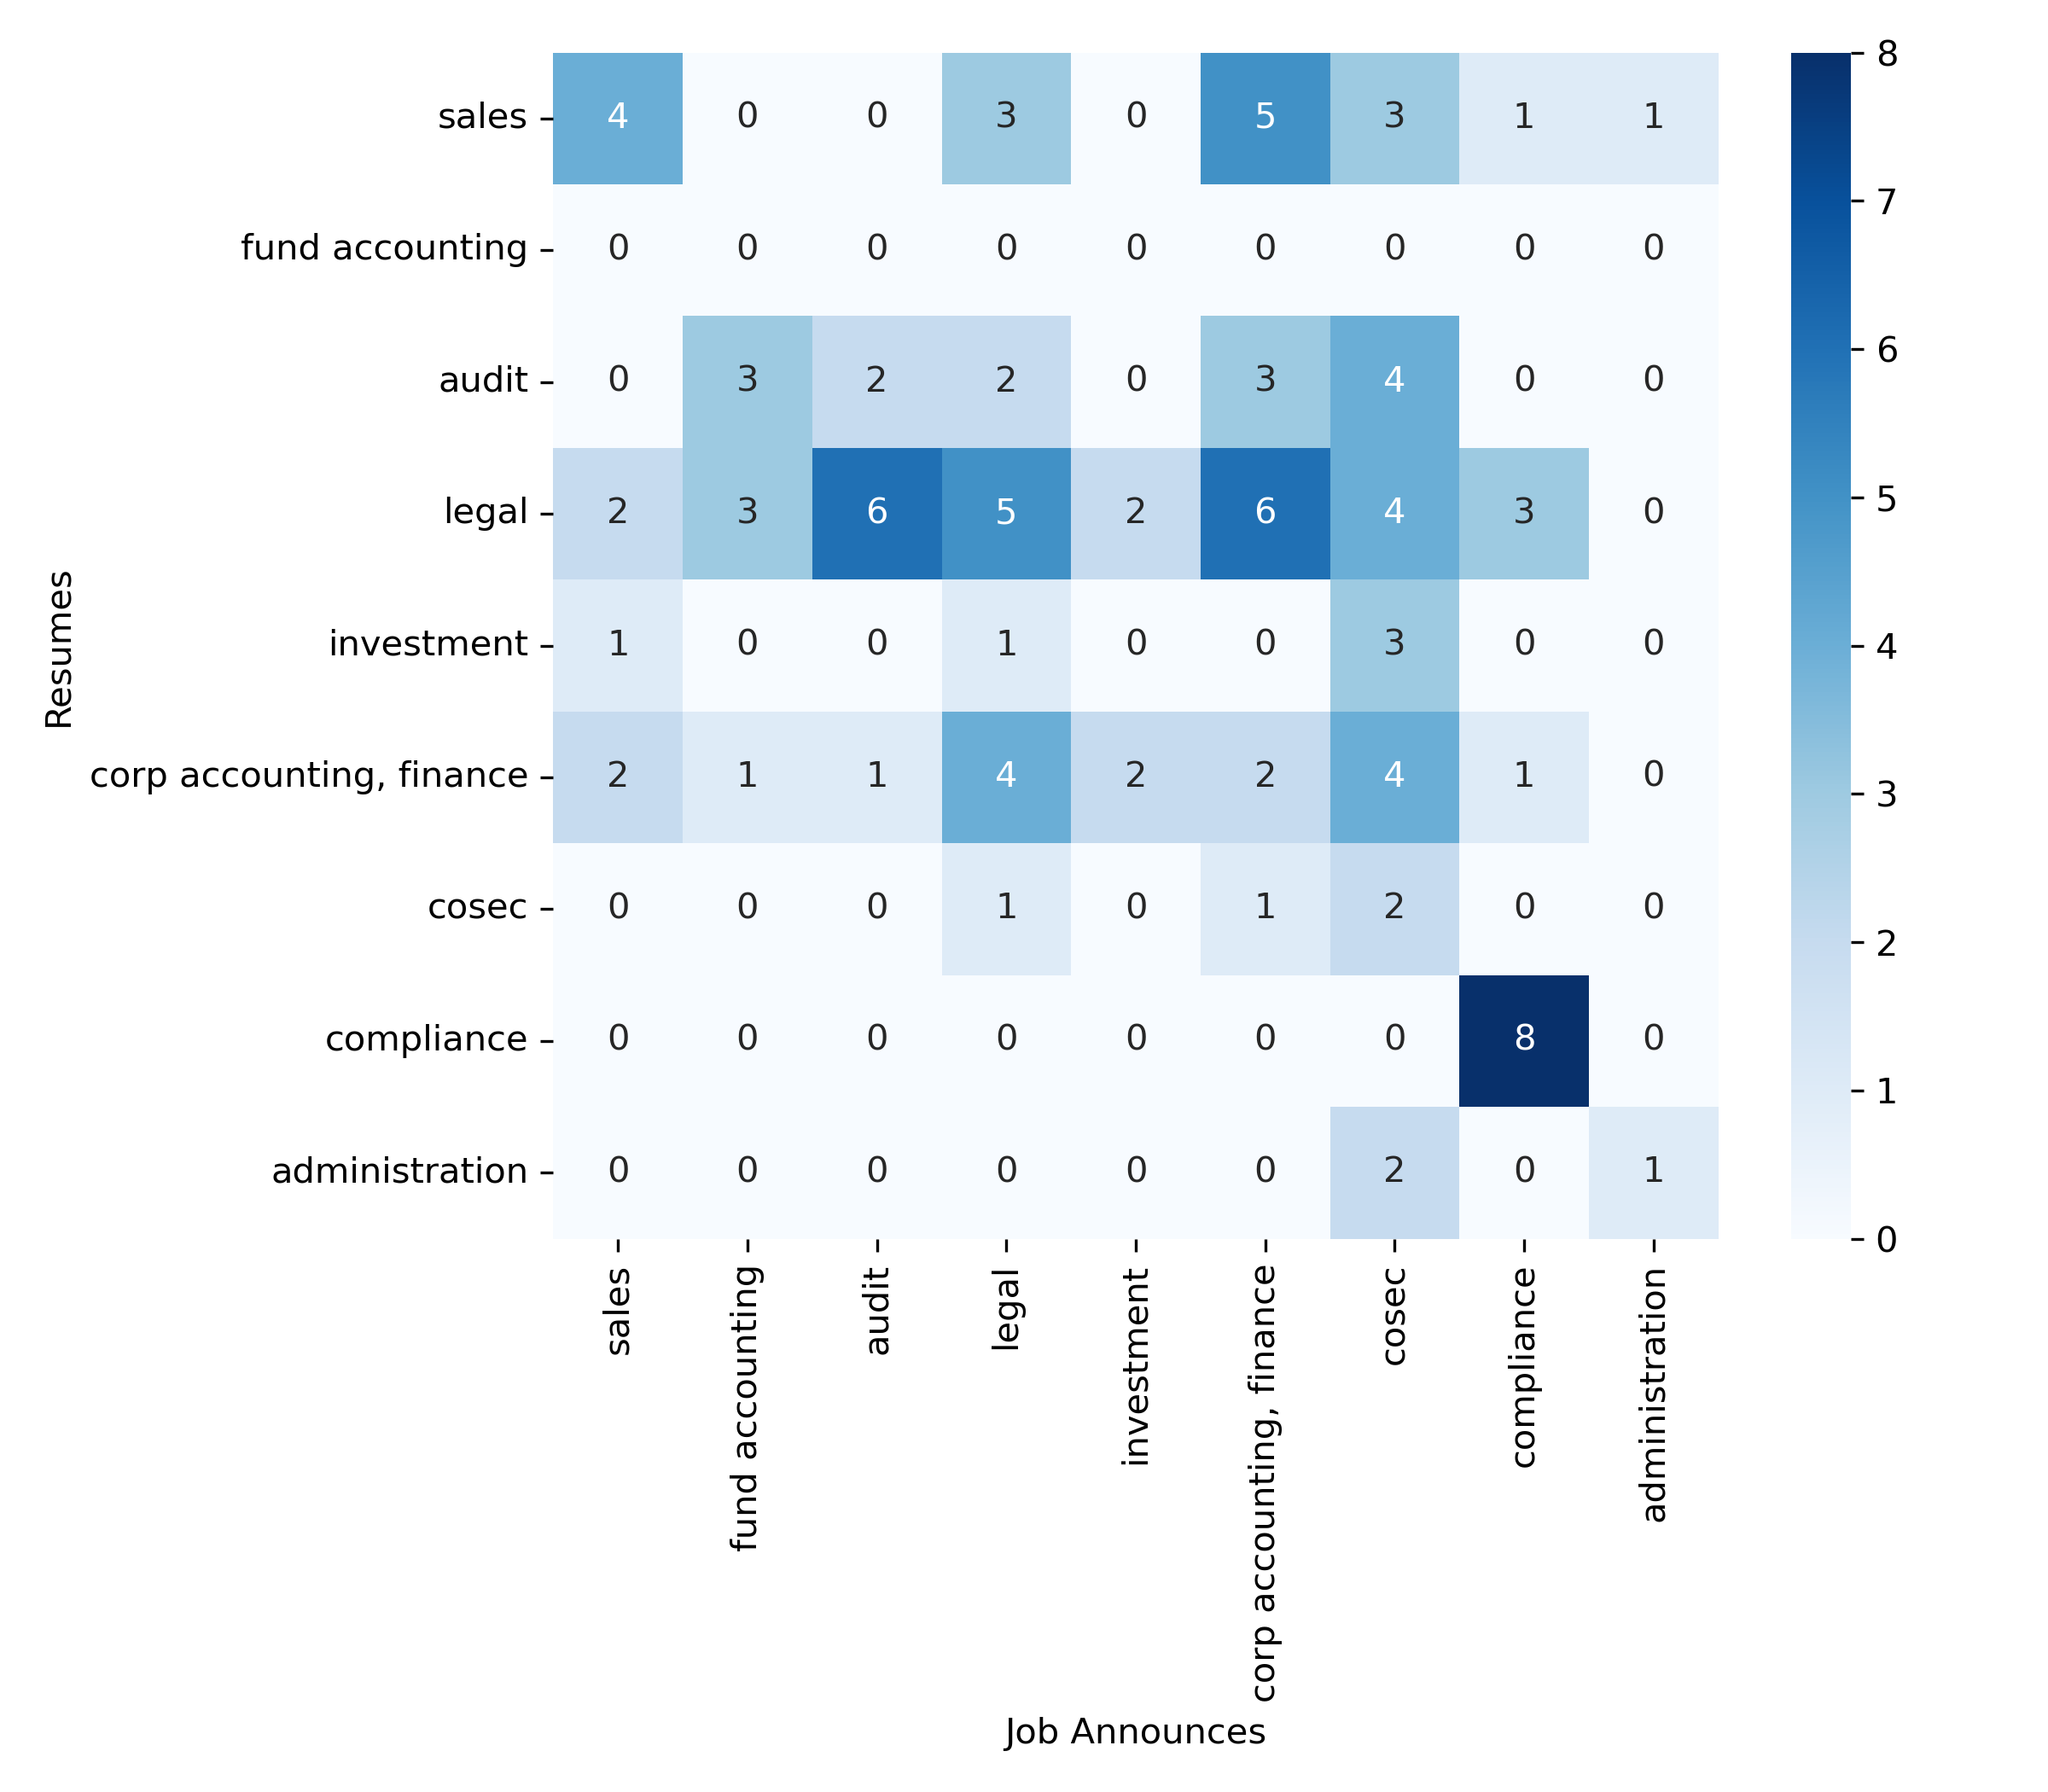 sales 4 0 0 3 0 5 3 1 1
fund accounting 0 0 0 0 0 0 0 0 0
audit 0 3 2 2 0 3 4 0 0
legal 2 3 6 5 2 6 4 3 0
investment 1 0 0 1 0 0 3 0 0
corp accounting, finance 2 1 1 4 2 2 4 1 0
cosec 0 0 0 1 0 1 2 0 0
compliance 0 0 0 0 0 0 0 8 0
administration 0 0 0 0 0 0 2 0 1
Resumes
sales
fund accounting
audit
legal
investment
corp accounting, finance
cosec
compliance
administration
Job Announces
8
7
6
5
4
3
2
1
0